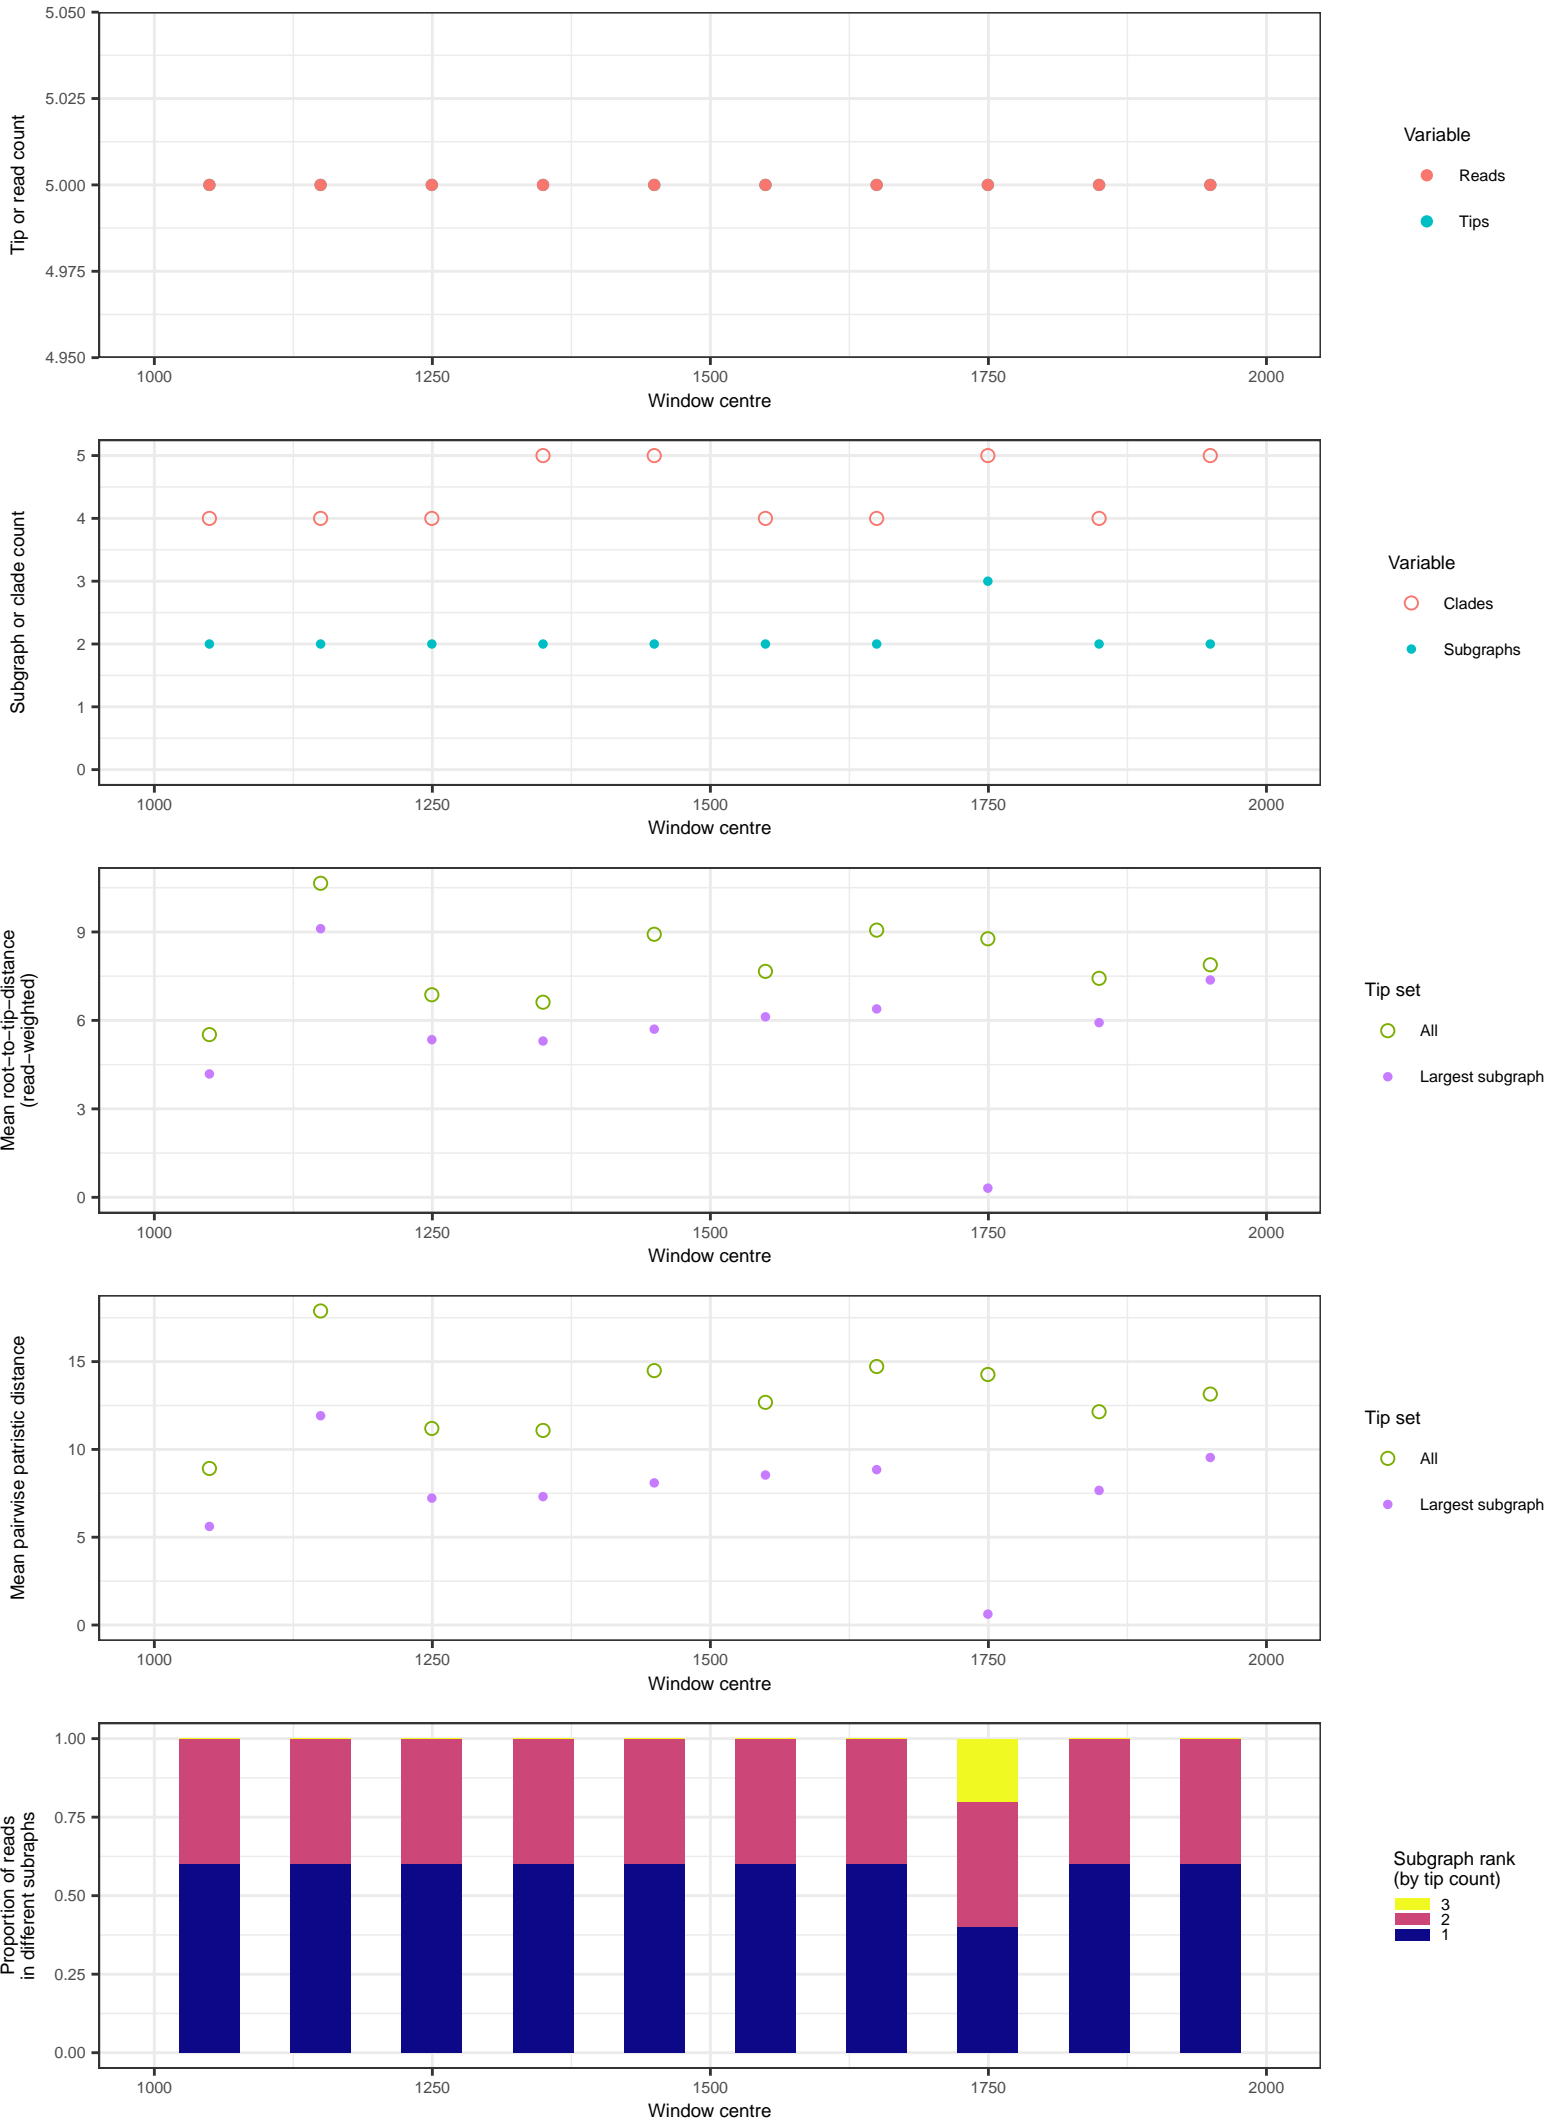 5.050
5.025
5.000
4.975
4.950
Tip or read count
1000 1250 1500 1750 2000
Window centre
Variable
Reads
Tips
5
4
3
2
1
0
Subgraph or clade count
1000 1250 1500 1750 2000
Window centre
Variable
Clades
Subgraphs
9
6
3
0
Mean root−to−tip−distance
(read−weighted)
1000 1250 1500 1750 2000
Window centre
Tip set
All
Largest subgraph
15
10
5
0
Mean pairwise patristic distance
1000 1250 1500 1750 2000
Window centre
Tip set
All
Largest subgraph
1.00
0.75
0.50
0.25
0.00
Proportion of reads
in different subraphs
1000 1250 1500 1750 2000
Window centre
Subgraph rank
(by tip count)
3
2
1